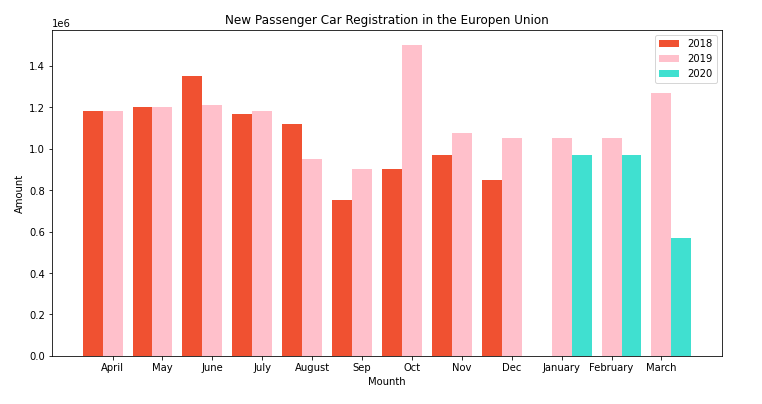 New Passenger Car Registration in the Europen Union
1e6
2018
2019
2020
1.4
1.2
1.0
0.8
0.6
0.4
0.2
0.0
Amount
April May June July August Sep Oct Nov Dec January February March
Mounth